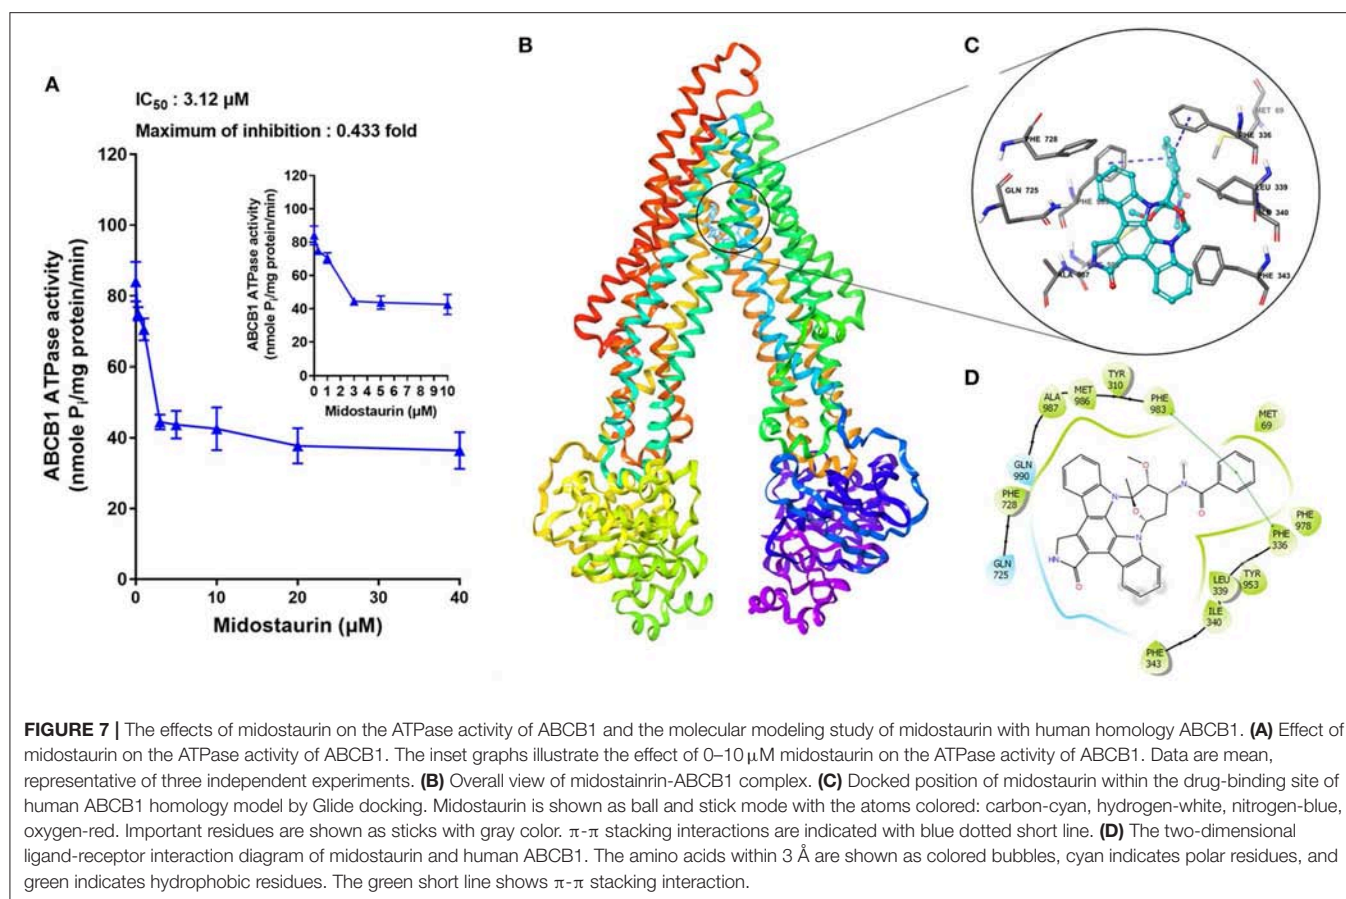 A
IC50 : 3.12 µM
Maximum of inhibition : 0.433 fold
ABCB1 ATPase activity
(nmole Pi/mg protein/min)
120
100
80
60
40
20
0
0
10
20
30
40
Midostaurin (µM)
ABCB1 ATPase activity
(nmole Pi/mg protein/min)
120
100
80
60
40
20
0
0 1 2 3 4 5 6 7 8 9 10
Midostaurin (µM)
B
C
MET 69
PHE 336
PHE 728
GLN 725
LEU 339
340
PHE 343
D
TYR
310
MET
986
ALA
987
PHE
983
MET
69
GLN
990
PHE
728
GLN
725
PHE
978
PHE
336
TYR
953
LEU
339
ILE
340
PHE
343
N
O
O
N
O
N
NH
O
FIGURE 7 | The effects of midostaurin on the ATPase activity of ABCB1 and the molecular modeling study of midostaurin with human homology ABCB1. (A) Effect of
midostaurin on the ATPase activity of ABCB1. The inset graphs illustrate the effect of 0–10 µM midostaurin on the ATPase activity of ABCB1. Data are mean,
representative of three independent experiments. (B) Overall view of midostainrin-ABCB1 complex. (C) Docked position of midostaurin within the drug-binding site of
human ABCB1 homology model by Glide docking. Midostaurin is shown as ball and stick mode with the atoms colored: carbon-cyan, hydrogen-white, nitrogen-blue,
oxygen-red. Important residues are shown as sticks with gray color. π-π stacking interactions are indicated with blue dotted short line. (D) The two-dimensional
ligand-receptor interaction diagram of midostaurin and human ABCB1. The amino acids within 3 Å are shown as colored bubbles, cyan indicates polar residues, and
green indicates hydrophobic residues. The green short line shows π-π stacking interaction.